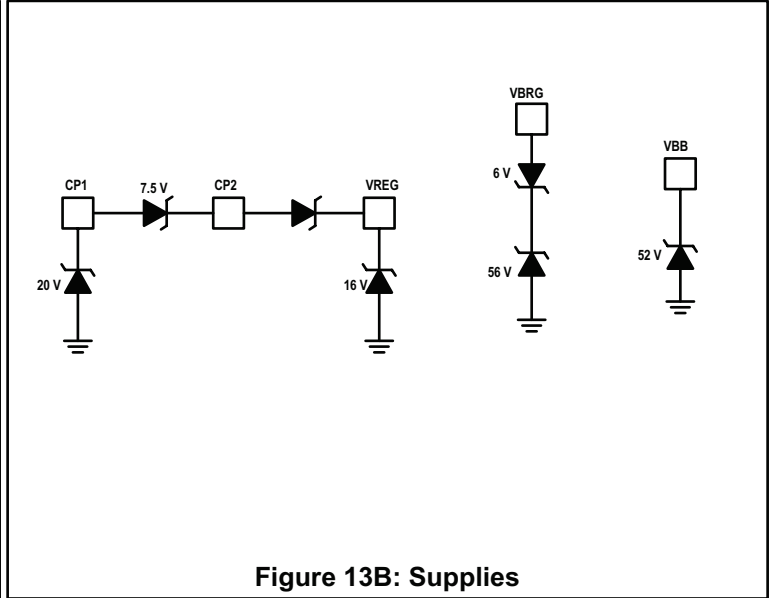 VBRG
VBB
6 V
CP1
7.5 V
CP2
VREG
52 V
56 V
20 V
16 V
Figure 13B: Supplies